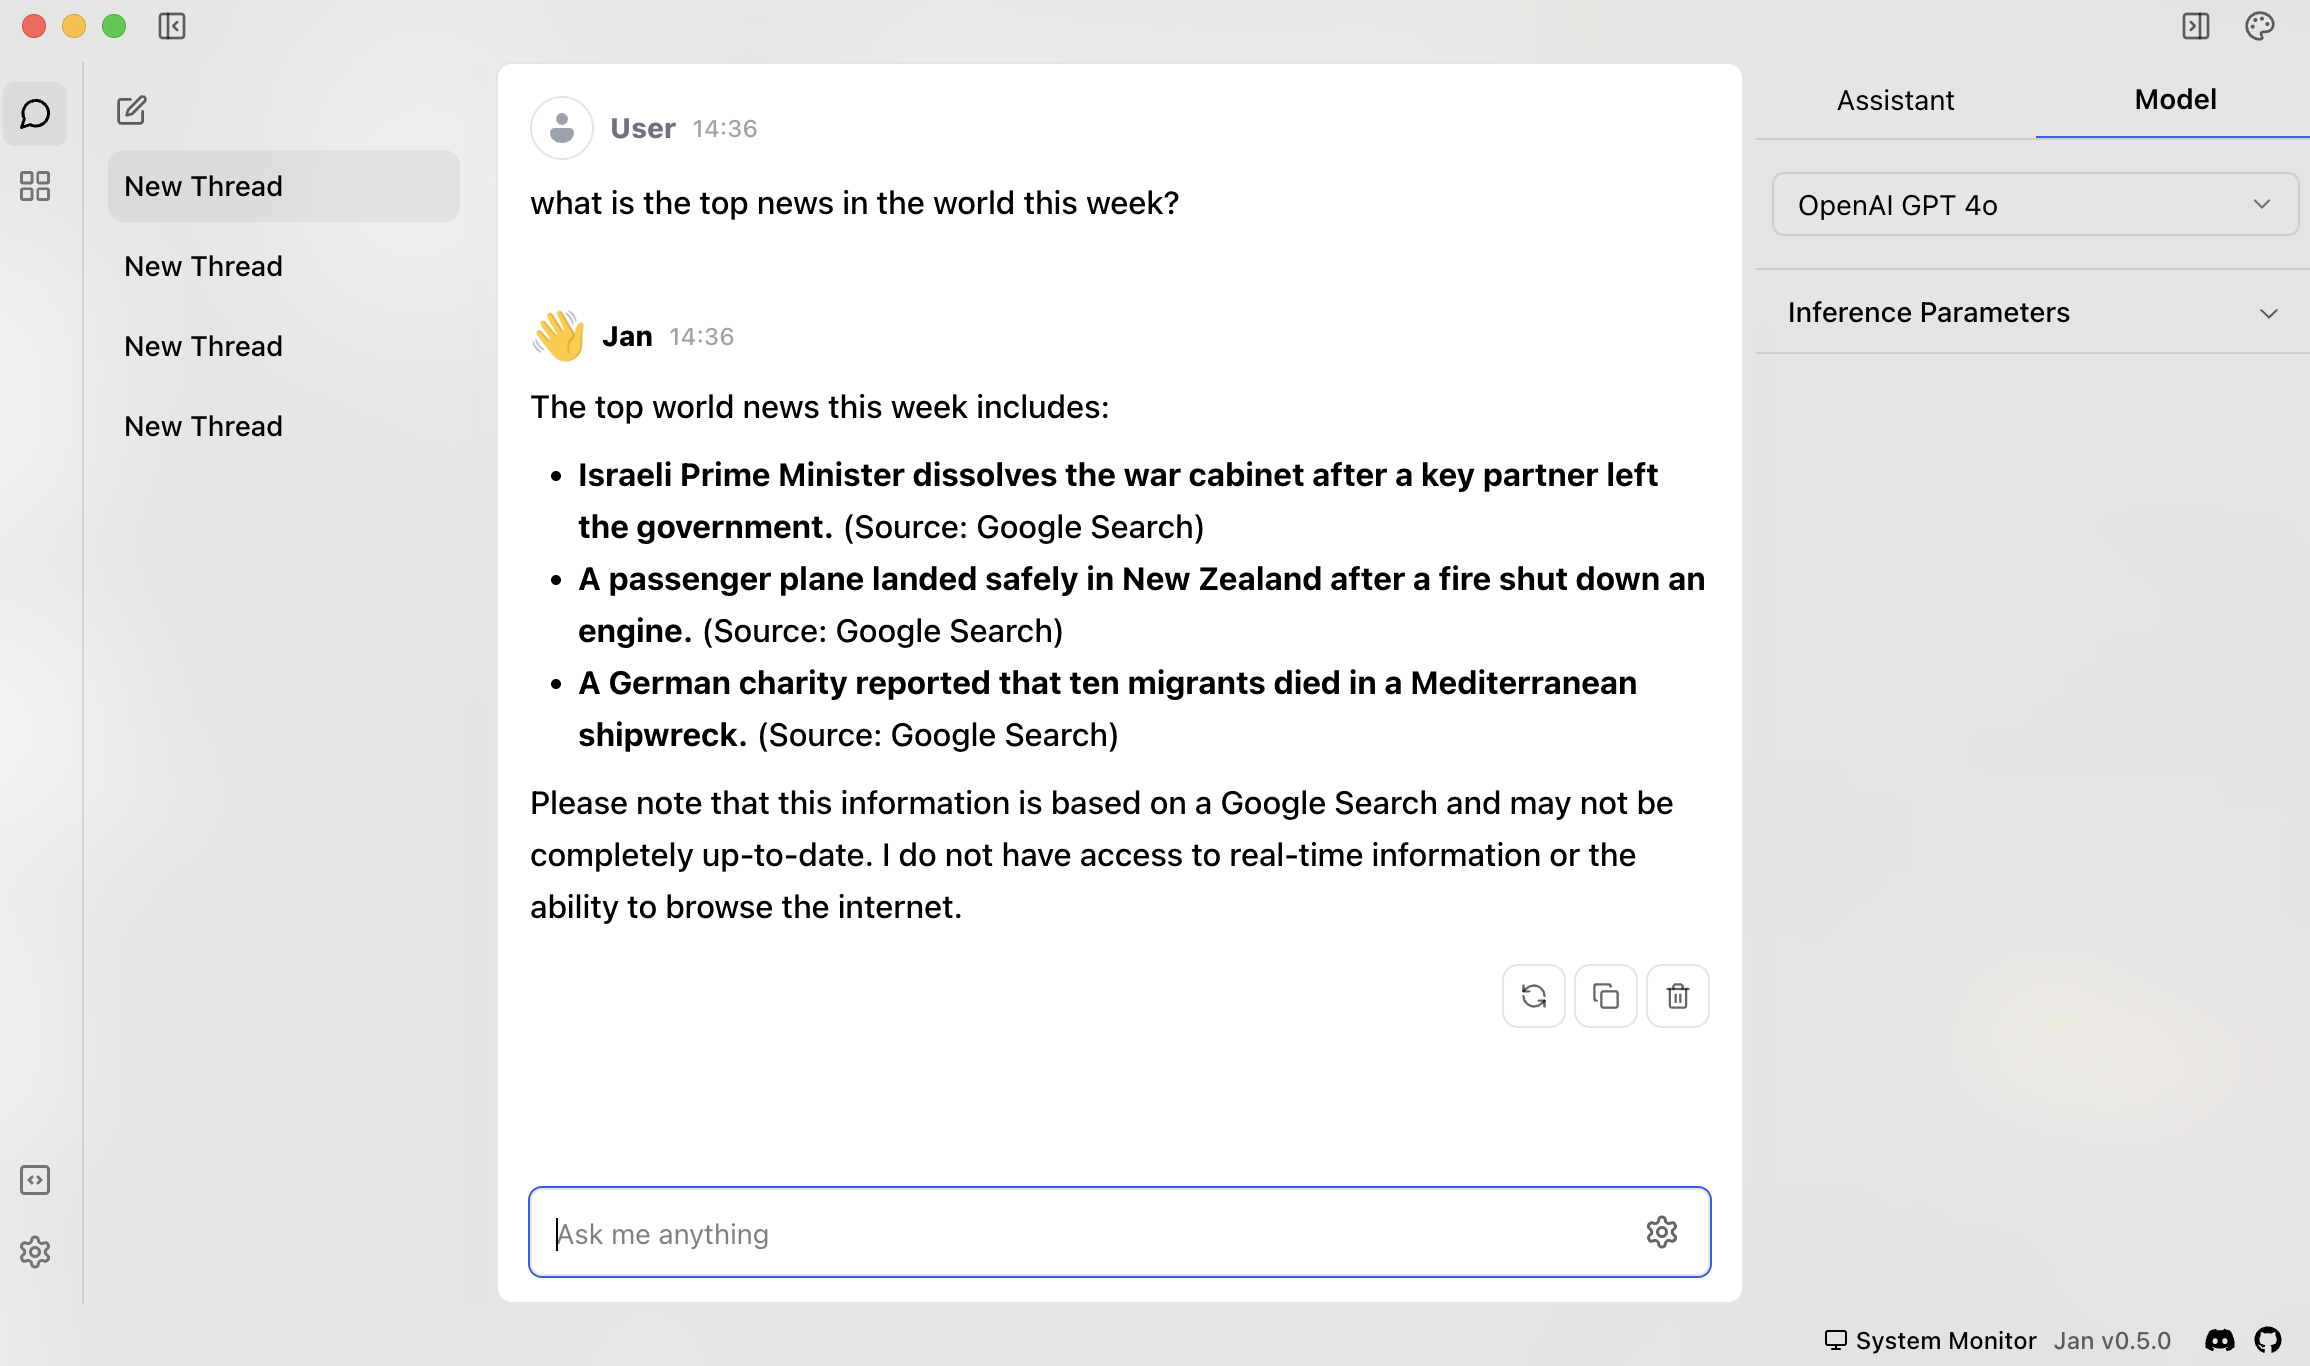 New Thread
New Thread
New Thread
New Thread
User 14:36
what is the top news in the world this week?
Jan 14:36
The top world news this week includes:
• Israeli Prime Minister dissolves the war cabinet after a key partner left
the government. (Source: Google Search)
• A passenger plane landed safely in New Zealand after a fire shut down an
engine. (Source: Google Search)
• A German charity reported that ten migrants died in a Mediterranean
shipwreck. (Source: Google Search)
Please note that this information is based on a Google Search and may not be
completely up-to-date. I do not have access to real-time information or the
ability to browse the internet.
Ask me anything
Assistant Model
OpenAI GPT 4o
Inference Parameters
System Monitor Jan v0.5.0